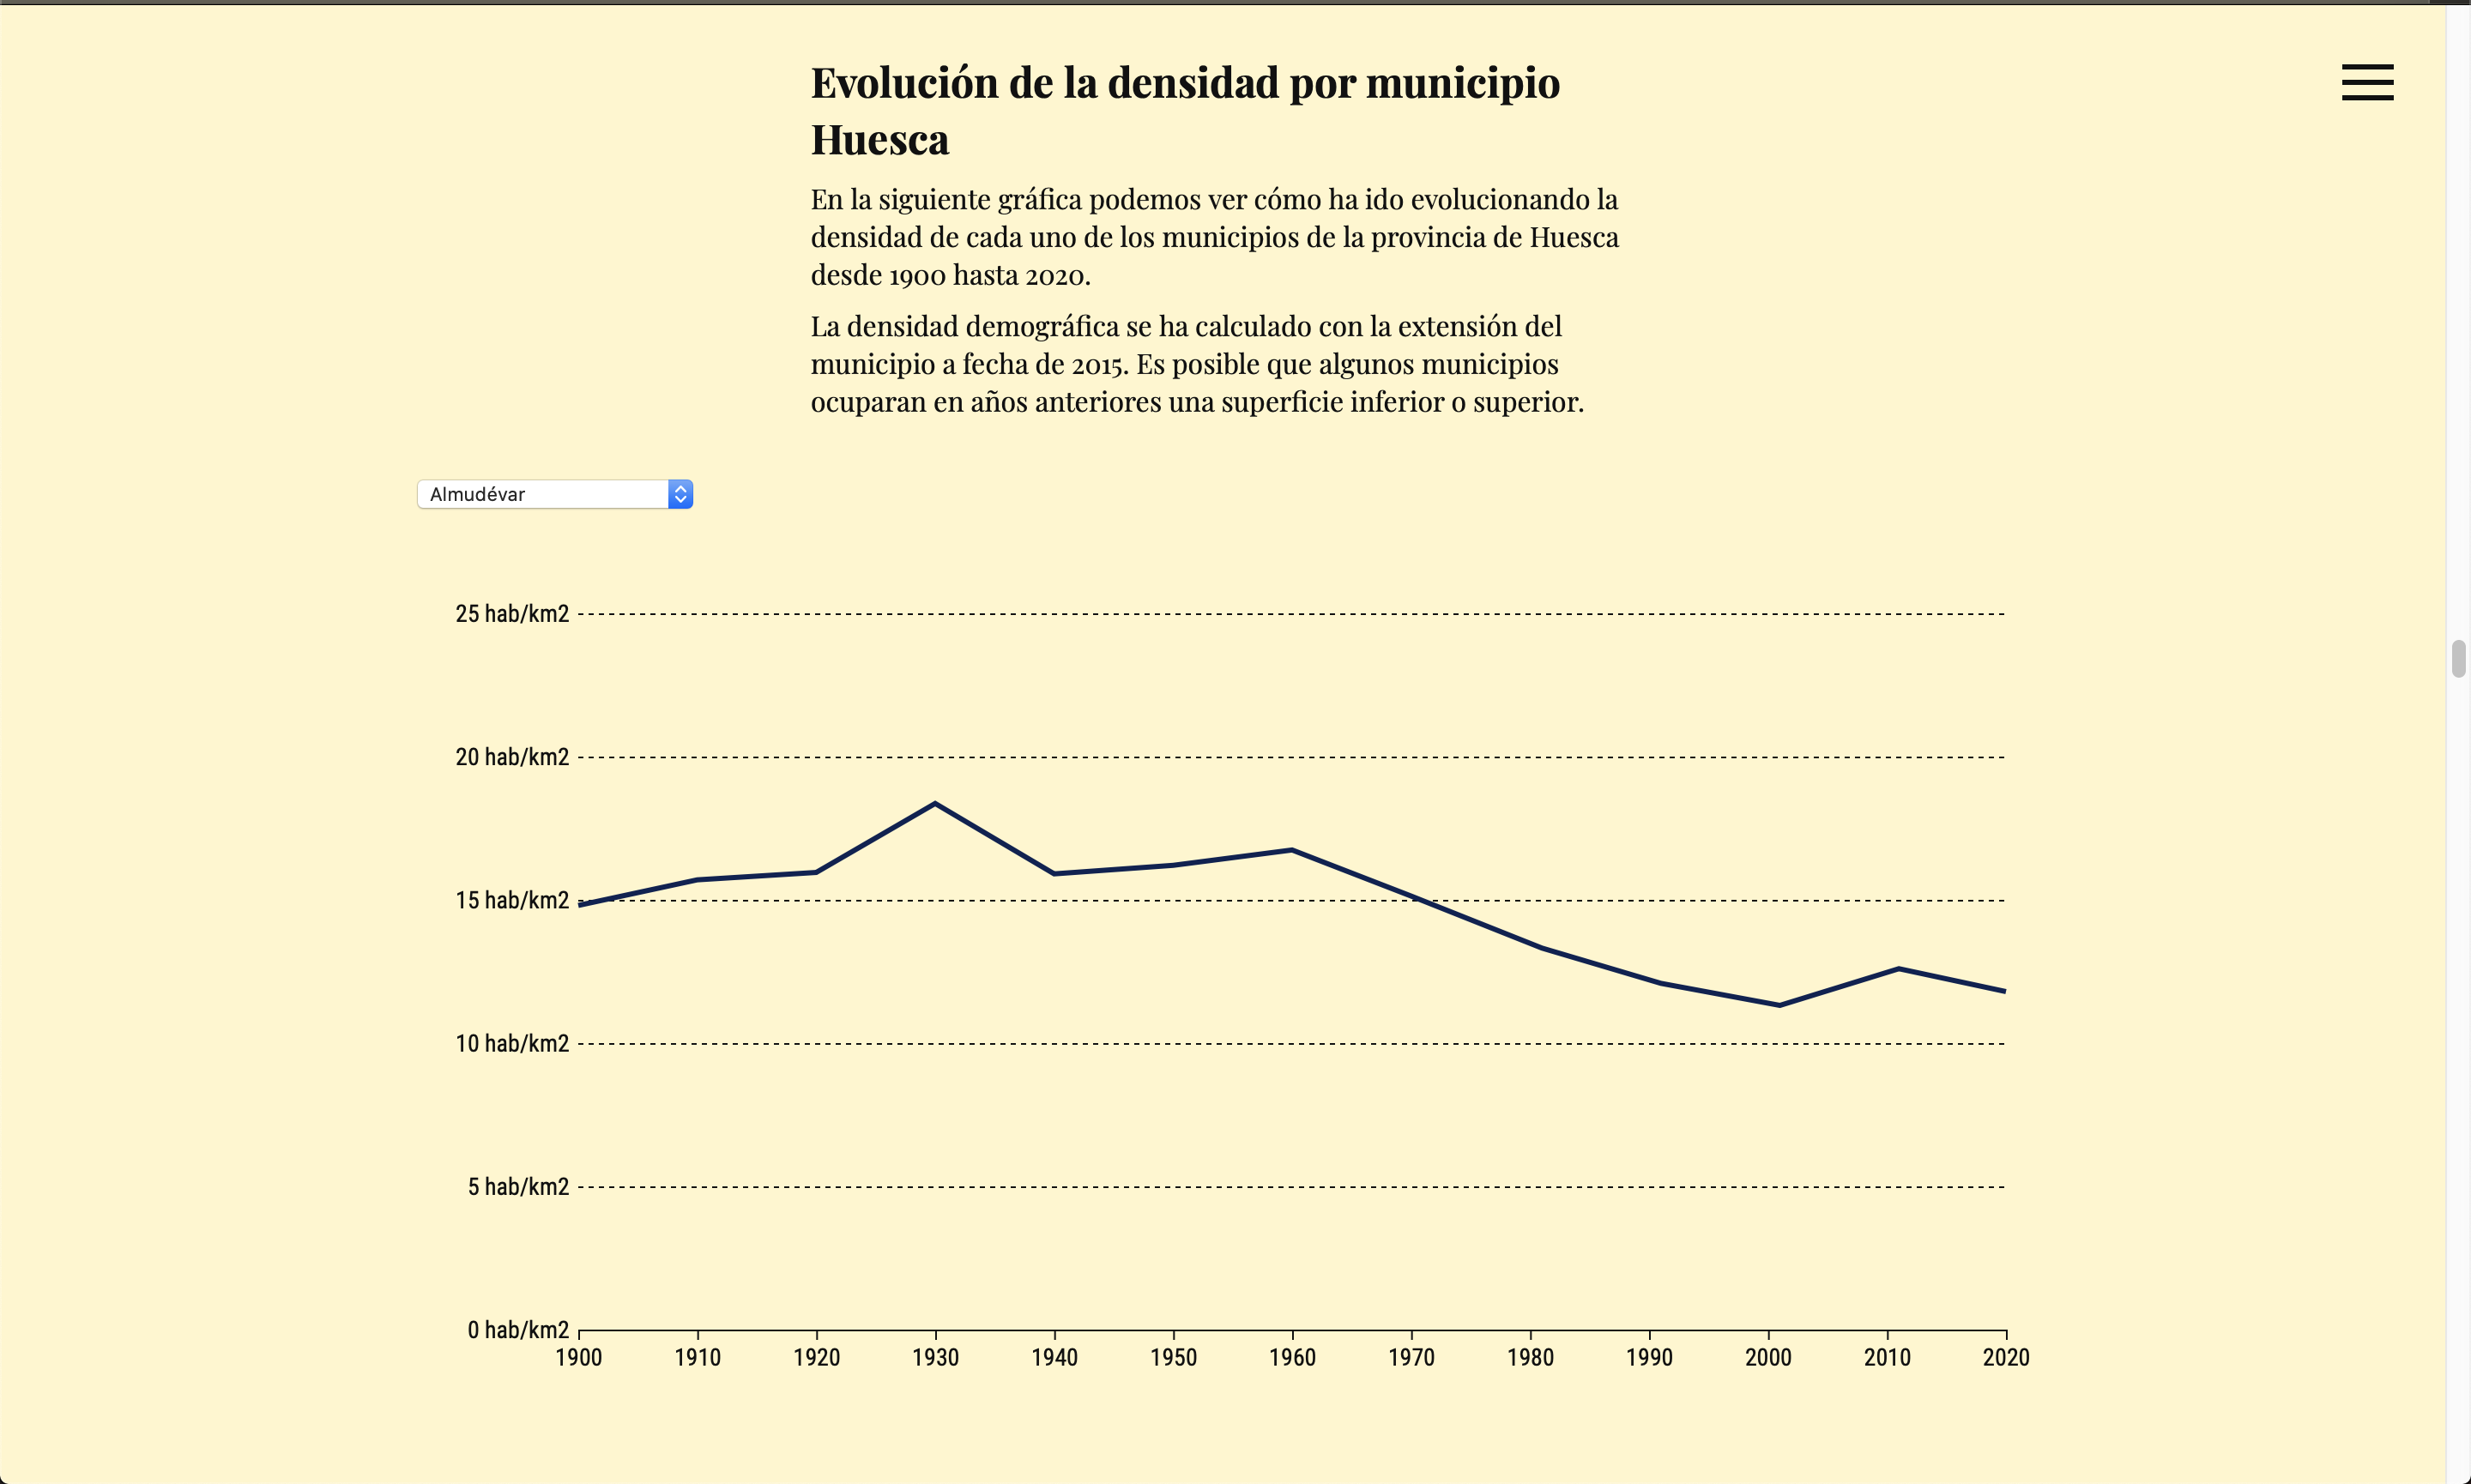 Evolución de la densidad por municipio
Huesca
En la siguiente gráfica podemos ver cómo ha ido evolucionando la
densidad de cada uno de los municipios de la provincia de Huesca
desde 1900 hasta 2020.
La densidad demográfica se ha calculado con la extensión del
municipio a fecha de 2015. Es posible que algunos municipios
ocuparan en años anteriores una superficie inferior o superior.
Almudévar
25 hab/km2
20 hab/km2
15 hab/km2
10 hab/km2
5 hab/km2
0 hab/km2
1900 1910 1920 1930 1940 1950 1960 1970 1980 1990 2000 2010 2020